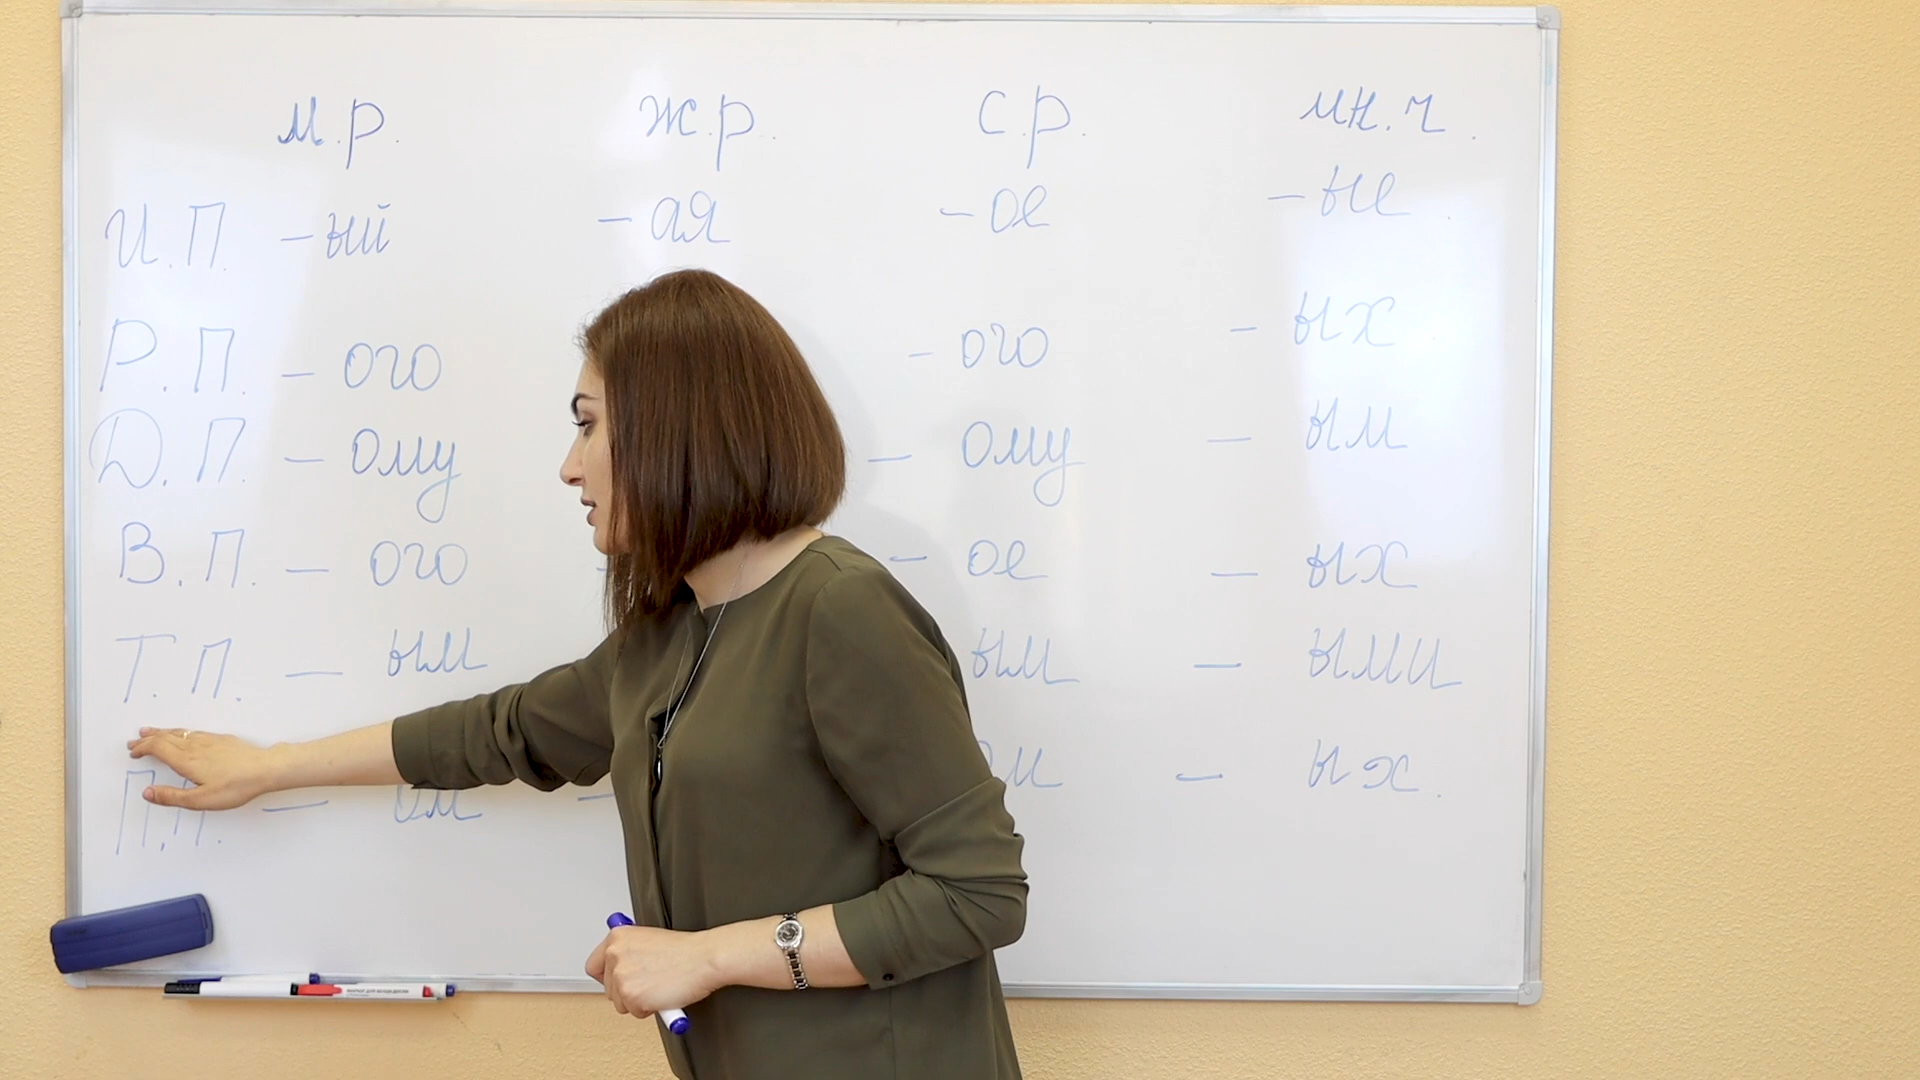 М.р. Ж.р. С.р. мн.ч.
И.П. -ый -ая -ое -ые
Р.П. - ого - ого - ых
Д.П. - ому - ому - ым
В.П. - ого - ое - ых
Т.П. - ым ым - ыми
П.П. - ом - - ых.